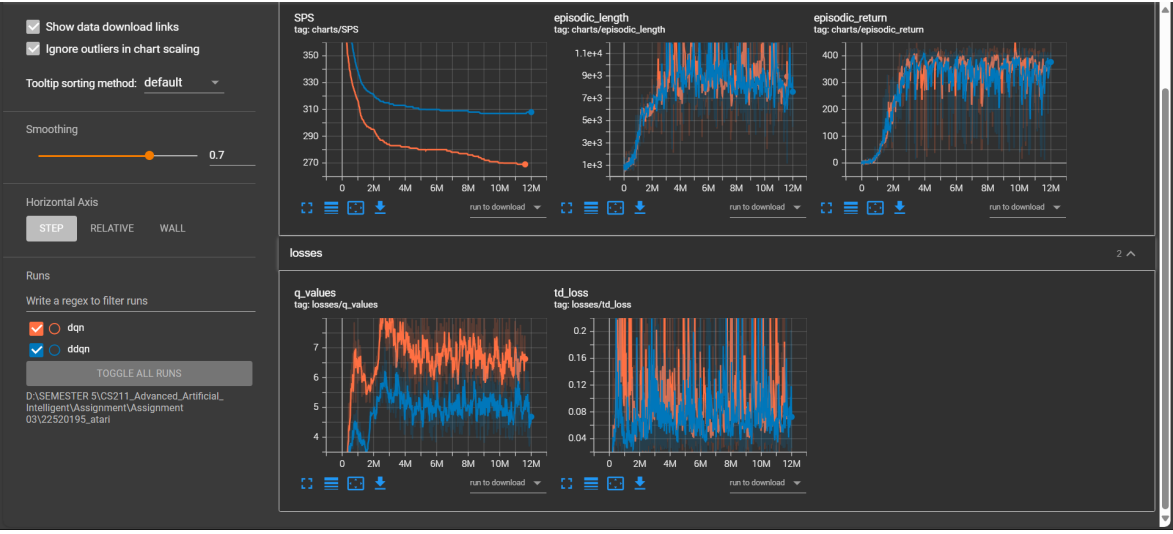 Show data download links
Ignore outliers in chart scaling
Tooltip sorting method: default
Smoothing
0.7
Horizontal Axis
STEP RELATIVE WALL
Runs
Write a regex to filter runs
dqn
ddqn
TOGGLE ALL RUNS
D:\SEMESTER 5\CS211_Advanced_Artificial_
Intelligent\Assignment\Assignment
03\22520195_atari
SPS
tag: charts/SPS
350
330
310
290
270
0 2M 4M 6M 8M 10M 12M
run to download
episodic_length
tag: charts/episodic_length
1.1e+4
9e+3
7e+3
5e+3
3e+3
1e+3
0 2M 4M 6M 8M 10M 12M
run to download
episodic_return
tag: charts/episodic_return
400
300
200
100
0
0 2M 4M 6M 8M 10M 12M
run to download
losses
2
q_values
tag: losses/q_values
7
6
5
4
0 2M 4M 6M 8M 10M 12M
run to download
td_loss
tag: losses/td_loss
0.2
0.16
0.12
0.08
0.04
0 2M 4M 6M 8M 10M 12M
run to download